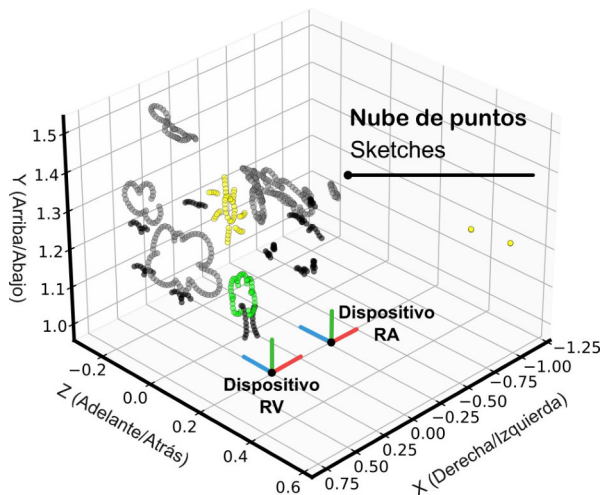 Nube de puntos
Sketches
1.5
1.4
1.3
1.2
1.1
1.0
Y (Arriba/Abajo)
Dispositivo
RA
Dispositivo
RV
−0.2
0.0
0.2
0.4
0.6
Z (Adelante/Atrás)
−1.25
−1.00
−0.75
−0.50
−0.25
0.00
0.25
0.50
0.75
X (Derecha/Izquierda)